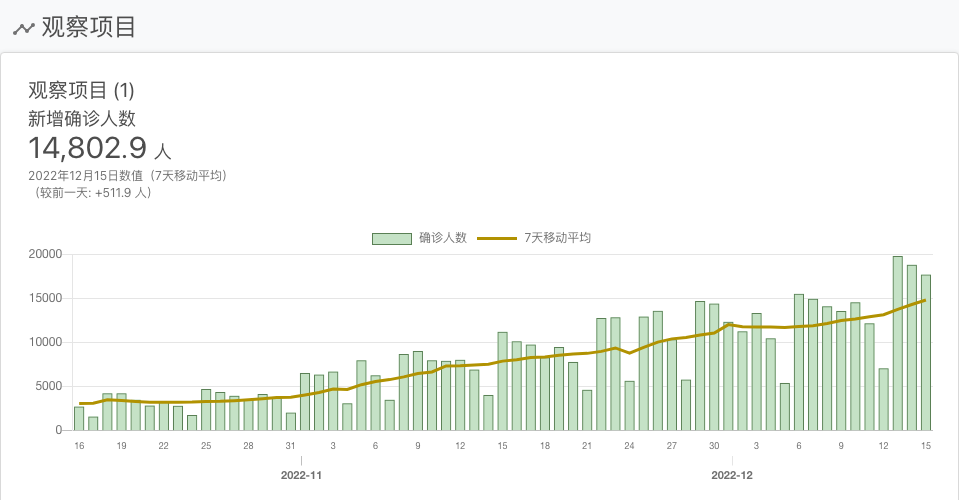 观察项目
观察项目 (1)
新增确诊人数
14,802.9 人
2022年12月15日数值（7天移动平均）
（较前一天: +511.9 人）
确诊人数 7天移动平均
20000
15000
10000
5000
0
16 19 22 25 28 31 3 6 9 12 15 18 21 24 27 30 3 6 9 12 15
2022-11 2022-12